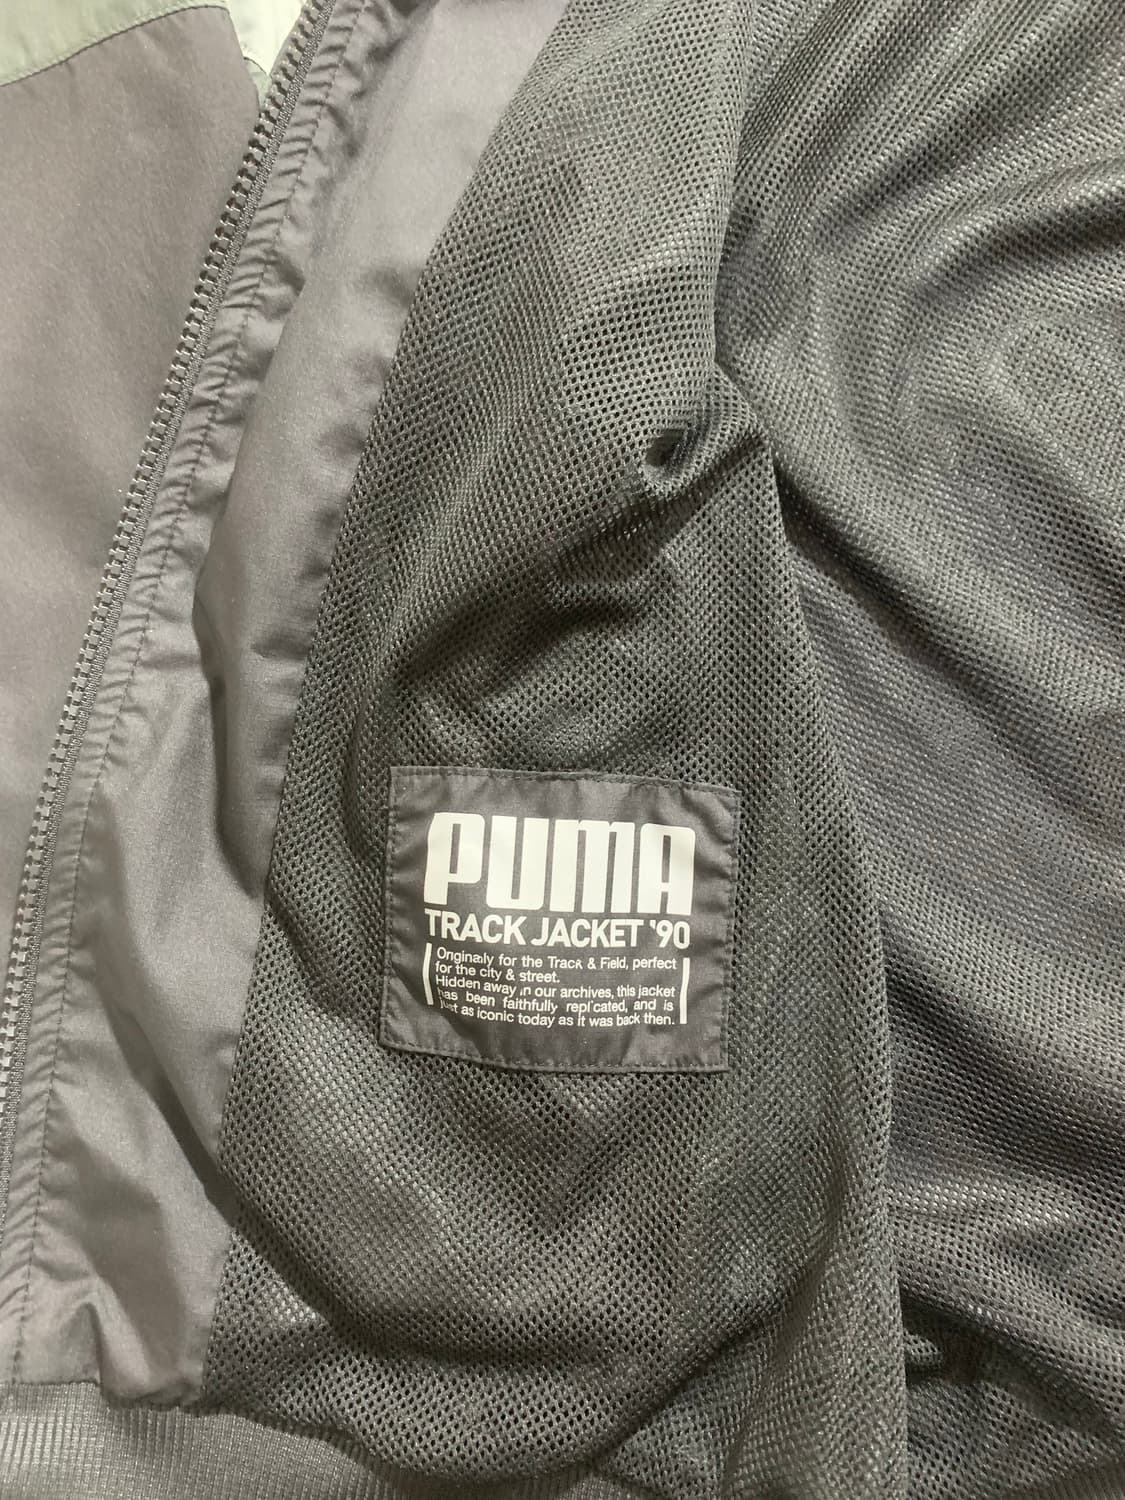 PUMA
TRACK JACKET '90
Originaly for the Track & Field, perfect
for the city & street.
Hidden away in our archives, this jacket
has been faithfully replicated, and is
just as iconic today as it was back then.